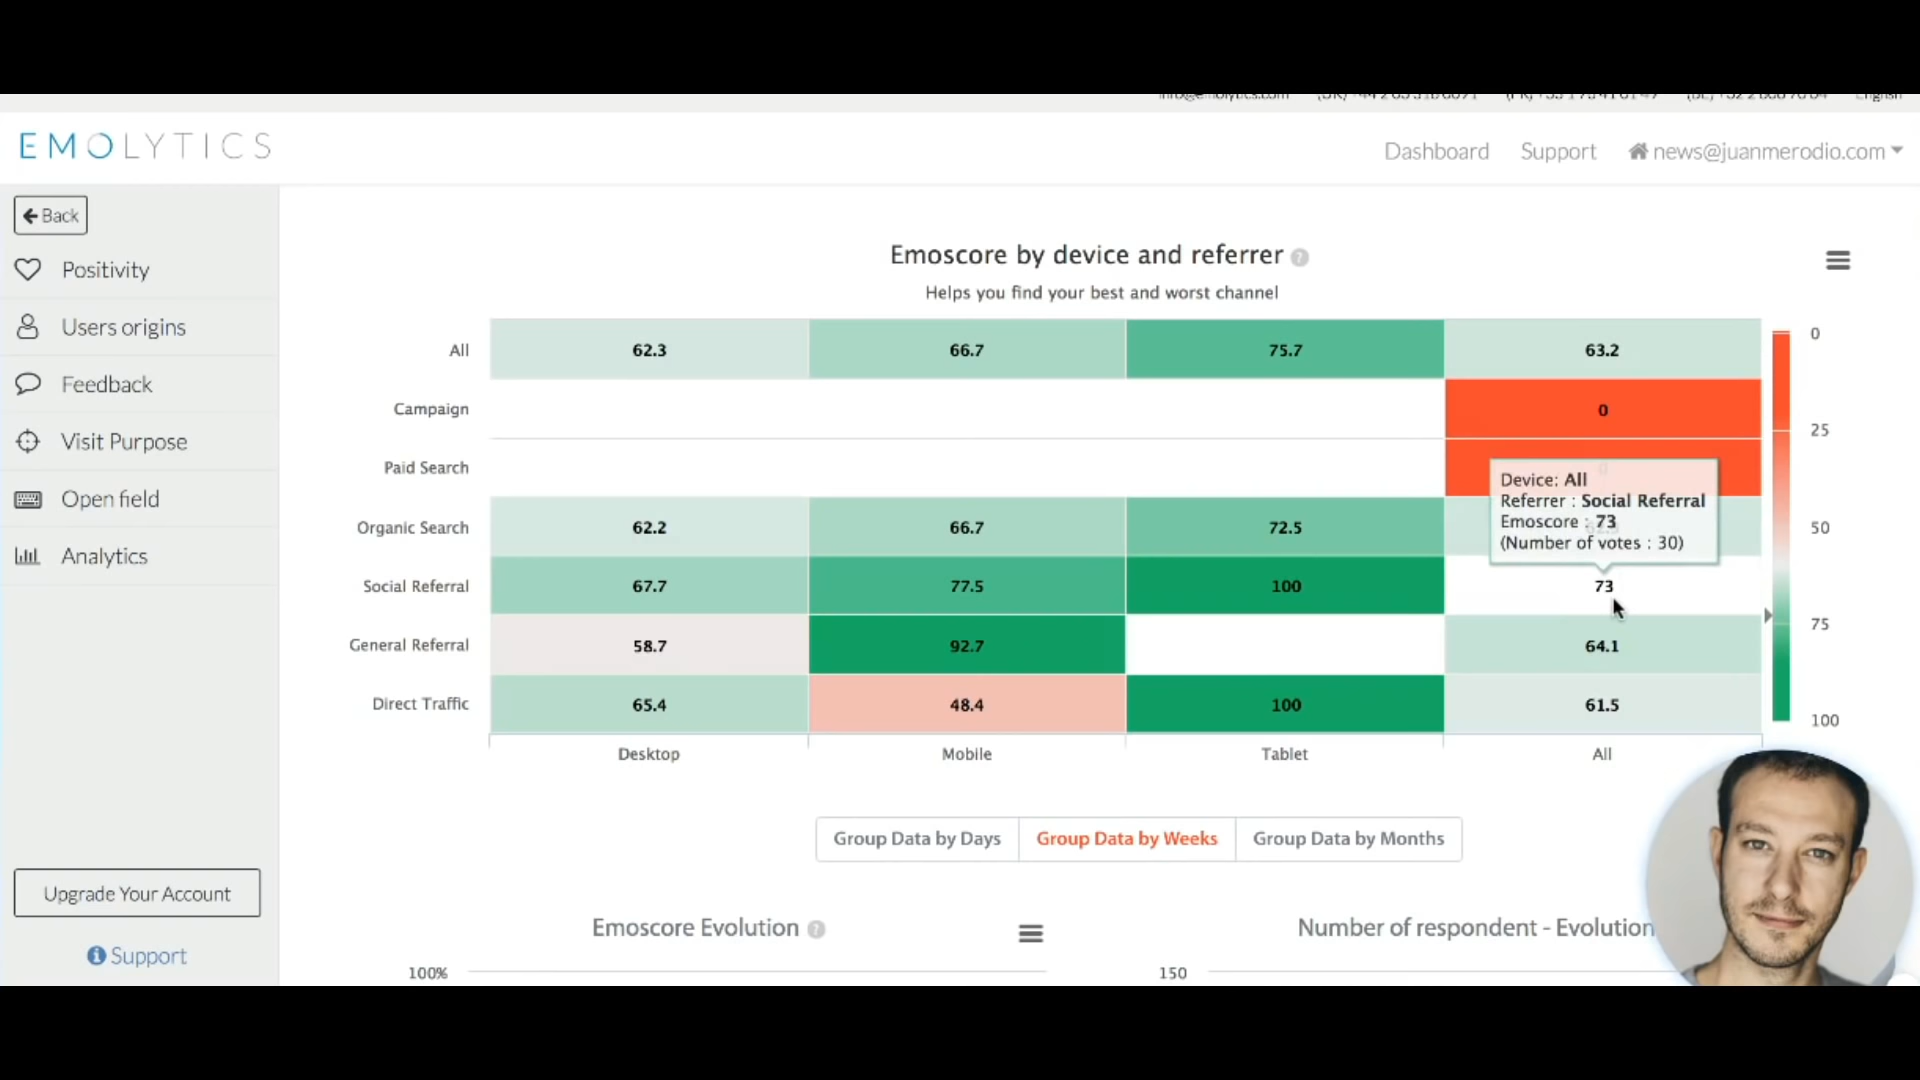 EMOLYTICS
Dashboard Support news@juanmerodio.com
Back
Positivity
Users origins
Feedback
Visit Purpose
Open field
Analytics
Upgrade Your Account
Support
Emoscore by device and referrer ?
Helps you find your best and worst channel
All 62.3 66.7 75.7 63.2
Campaign 0
Paid Search
Organic Search 62.2 66.7 72.5
Social Referral 67.7 77.5 100 73
General Referral 58.7 92.7 64.1
Direct Traffic 65.4 48.4 100 61.5
Desktop Mobile Tablet All
Device: All
Referrer : Social Referral
Emoscore : 73
(Number of votes : 30)
0
25
50
75
100
Group Data by Days Group Data by Weeks Group Data by Months
Emoscore Evolution ?
100%
Number of respondent - Evolution
150